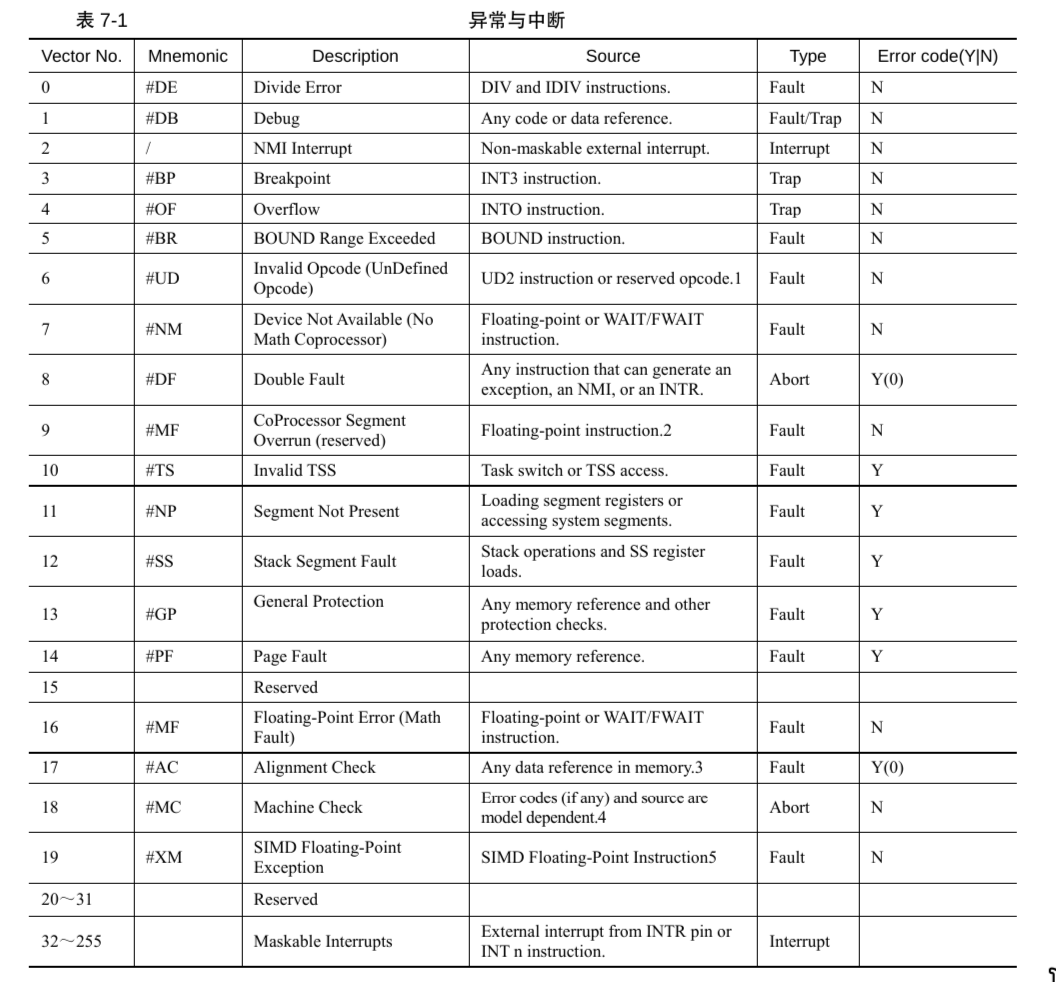 表 7-1 异常与中断
Vector No. Mnemonic Description Source Type Error code(Y|N)
0 #DE Divide Error DIV and IDIV instructions. Fault N
1 #DB Debug Any code or data reference. Fault/Trap N
2 / NMI Interrupt Non-maskable external interrupt. Interrupt N
3 #BP Breakpoint INT3 instruction. Trap N
4 #OF Overflow INTO instruction. Trap N
5 #BR BOUND Range Exceeded BOUND instruction. Fault N
6 #UD Invalid Opcode (UnDefined
Opcode) UD2 instruction or reserved opcode.1 Fault N
7 #NM Device Not Available (No
Math Coprocessor) Floating-point or WAIT/FWAIT
instruction. Fault N
8 #DF Double Fault Any instruction that can generate an
exception, an NMI, or an INTR. Abort Y(0)
9 #MF CoProcessor Segment
Overrun (reserved) Floating-point instruction.2 Fault N
10 #TS Invalid TSS Task switch or TSS access. Fault Y
11 #NP Segment Not Present Loading segment registers or
accessing system segments. Fault Y
12 #SS Stack Segment Fault Stack operations and SS register
loads. Fault Y
13 #GP General Protection Any memory reference and other
protection checks. Fault Y
14 #PF Page Fault Any memory reference. Fault Y
15 Reserved
16 #MF Floating-Point Error (Math
Fault) Floating-point or WAIT/FWAIT
instruction. Fault N
17 #AC Alignment Check Any data reference in memory.3 Fault Y(0)
18 #MC Machine Check Error codes (if any) and source are
model dependent.4 Abort N
19 #XM SIMD Floating-Point
Exception SIMD Floating-Point Instruction5 Fault N
20～31 Reserved
32～255 Maskable Interrupts External interrupt from INTR pin or
INT n instruction. Interrupt